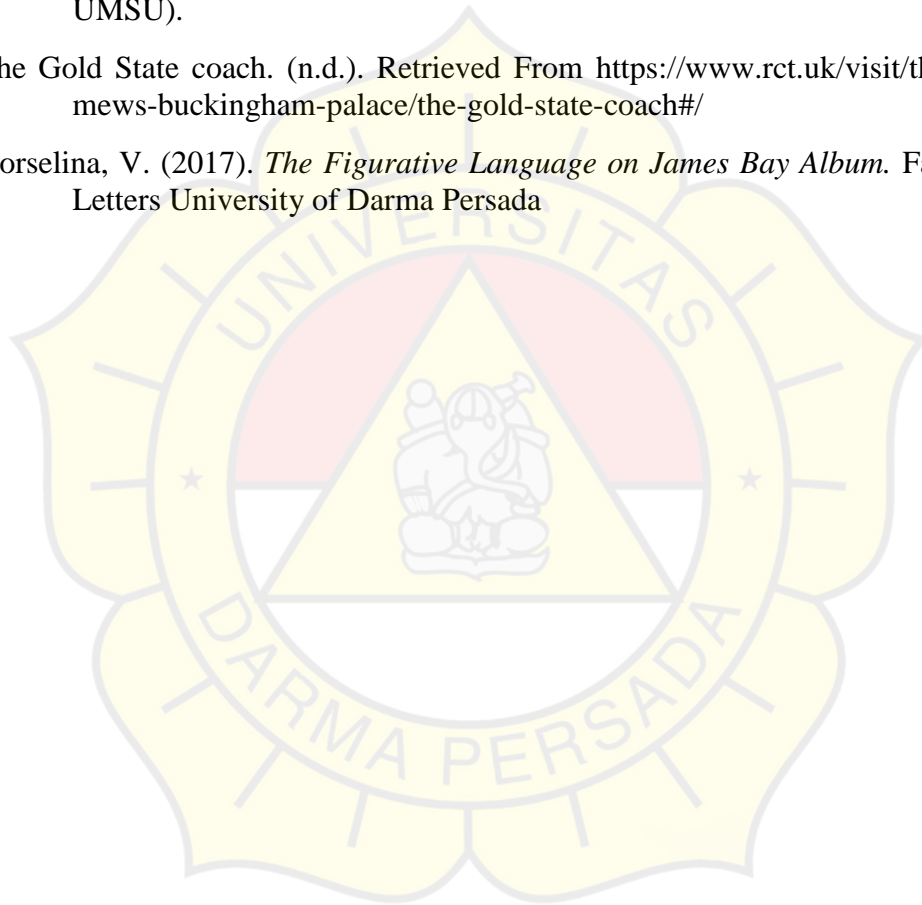 UMSU).
he Gold State coach. (n.d.). Retrieved From https://www.rct.uk/visit/th
mews-buckingham-palace/the-gold-state-coach#/
orselina, V. (2017). The Figurative Language on James Bay Album. Fa
Letters University of Darma Persada
UNIVERSITAS
DARMA PERSADA